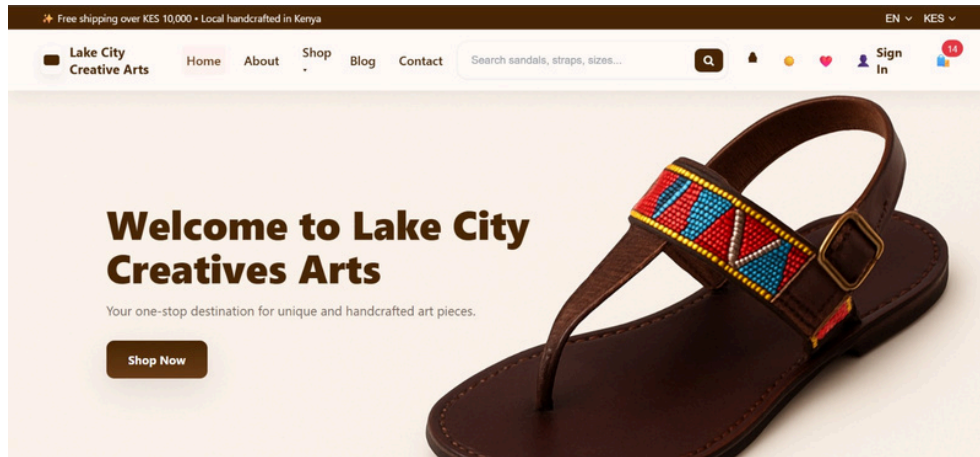 ✨ Free shipping over KES 10,000 • Local handcrafted in Kenya
EN KES
Lake City
Creative Arts
Home About Shop Blog Contact
Search sandals, straps, sizes...
Sign
In
14
Welcome to Lake City
Creatives Arts
Your one-stop destination for unique and handcrafted art pieces.
Shop Now